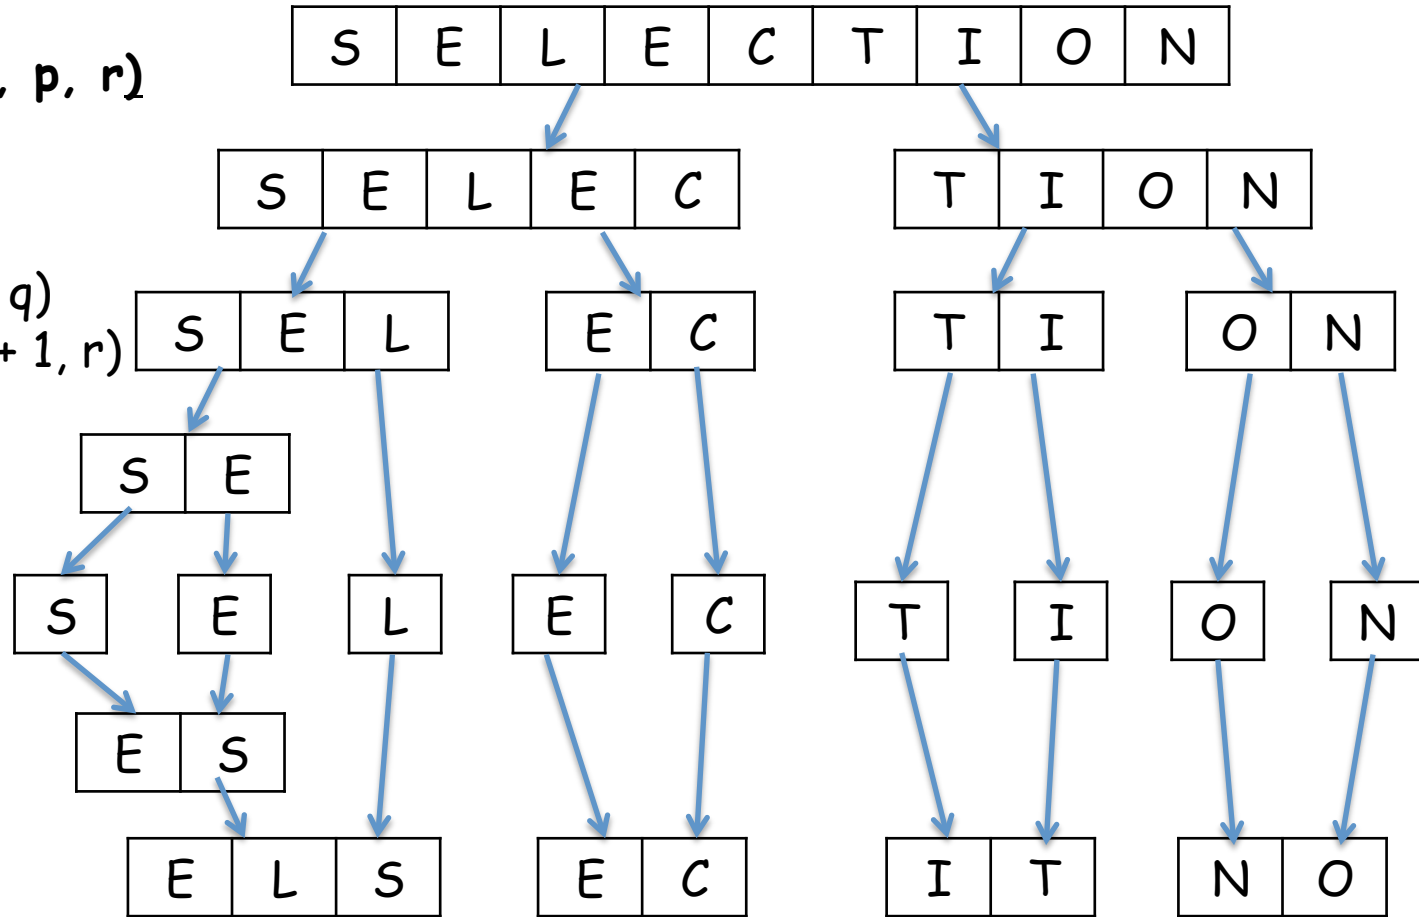 S E L E C T I O N
, p, r)
S E L E C
T I O N
q)
+ 1, r)
S E L
E C
T I
O N
S E
S
E
L
E
C
T
I
O
N
E S
E L S
E C
I T
N O